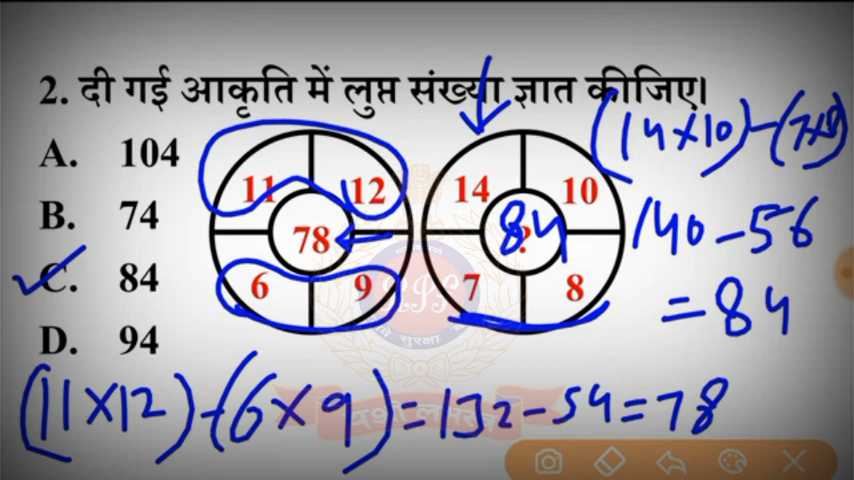 2. दी गई आकृति में लुप्त संख्या ज्ञात कीजिए।
(14×10)-(7×8)
A. 104
11 12
14 10
B. 74
78
84
?
140-56
C. 84
6 9
7 8
=84
D. 94
(11×12)-(6×9)=132-54=78